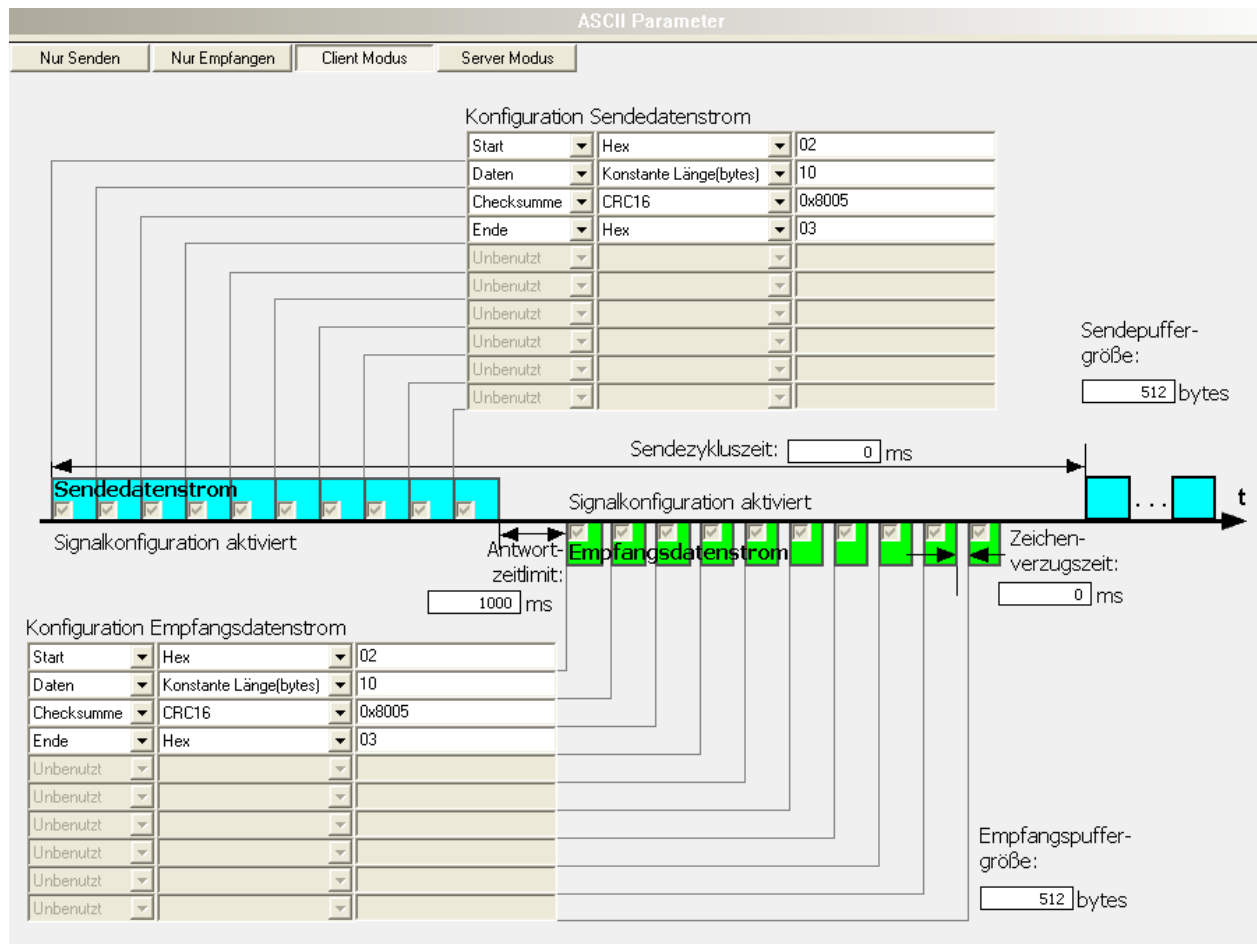 ASCII Parameter
Nur Senden Nur Empfangen Client Modus Server Modus
Konfiguration Sendedatenstrom
Start Hex 02
Daten Konstante Länge(bytes) 10
Checksumme CRC16 0x8005
Ende Hex 03
Unbenutzt
Unbenutzt
Unbenutzt
Unbenutzt
Unbenutzt
Unbenutzt
Sendepuffer-
größe:
512 bytes
Sendezykluszeit: 0 ms
Sendedatenstrom
Signalkonfiguration aktiviert
...
t
Signalkonfiguration aktiviert
Empfangsdatenstrom
Antwort-
zeitlimit:
1000 ms
Zeichen-
verzugszeit:
0 ms
Konfiguration Empfangsdatenstrom
Start Hex 02
Daten Konstante Länge(bytes) 10
Checksumme CRC16 0x8005
Ende Hex 03
Unbenutzt
Unbenutzt
Unbenutzt
Unbenutzt
Unbenutzt
Unbenutzt
Empfangspuffer-
größe:
512 bytes